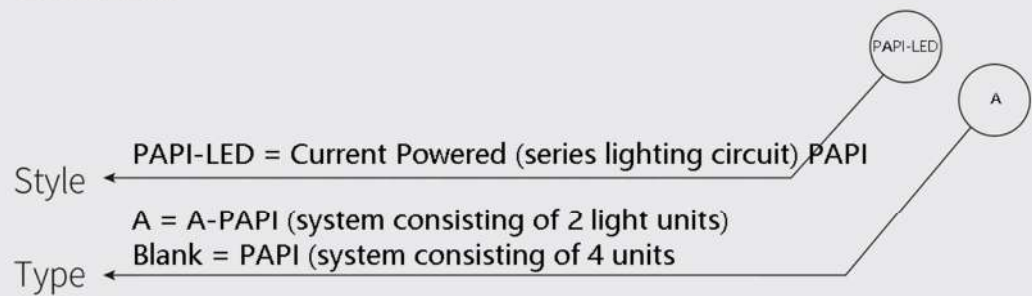 PAPI-LED
A
PAPI-LED = Current Powered (series lighting circuit) PAPI
Style
A = A-PAPI (system consisting of 2 light units)
Blank = PAPI (system consisting of 4 units
Type